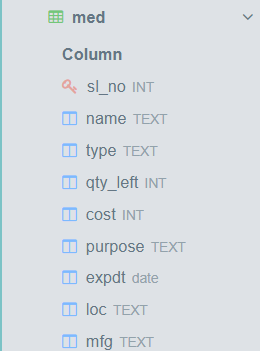 med
Column
sl_no INT
name TEXT
type TEXT
qty_left INT
cost INT
purpose TEXT
expdt date
loc TEXT
mfg TEXT